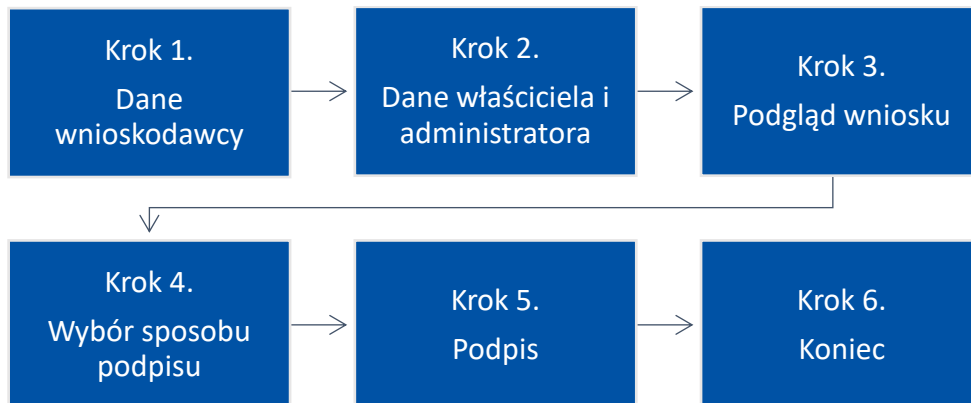 Krok 1.
Dane
wnioskodawcy
Krok 2.
Dane właściciela i
administratora
Krok 3.
Podgląd wniosku
Krok 4.
Wybór sposobu
podpisu
Krok 5.
Podpis
Krok 6.
Koniec